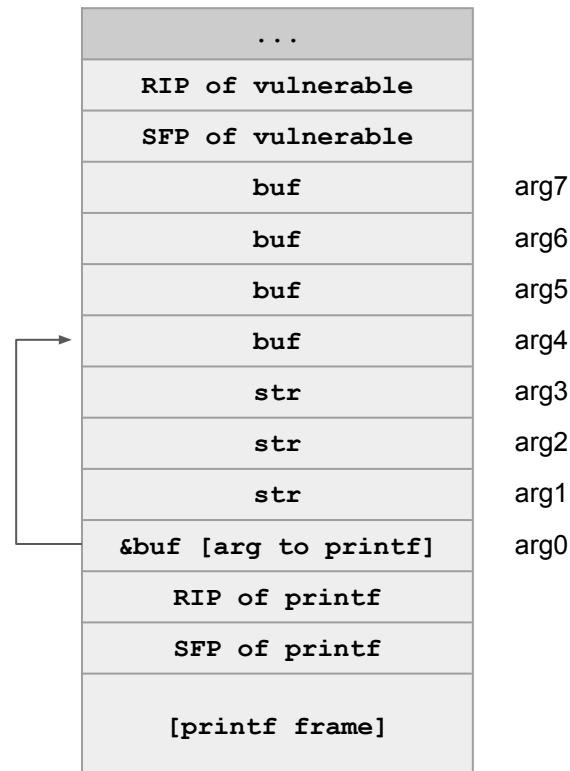 ...
RIP of vulnerable
SFP of vulnerable
buf arg7
buf arg6
buf arg5
buf arg4
str arg3
str arg2
str arg1
&buf [arg to printf] arg0
RIP of printf
SFP of printf
[printf frame]